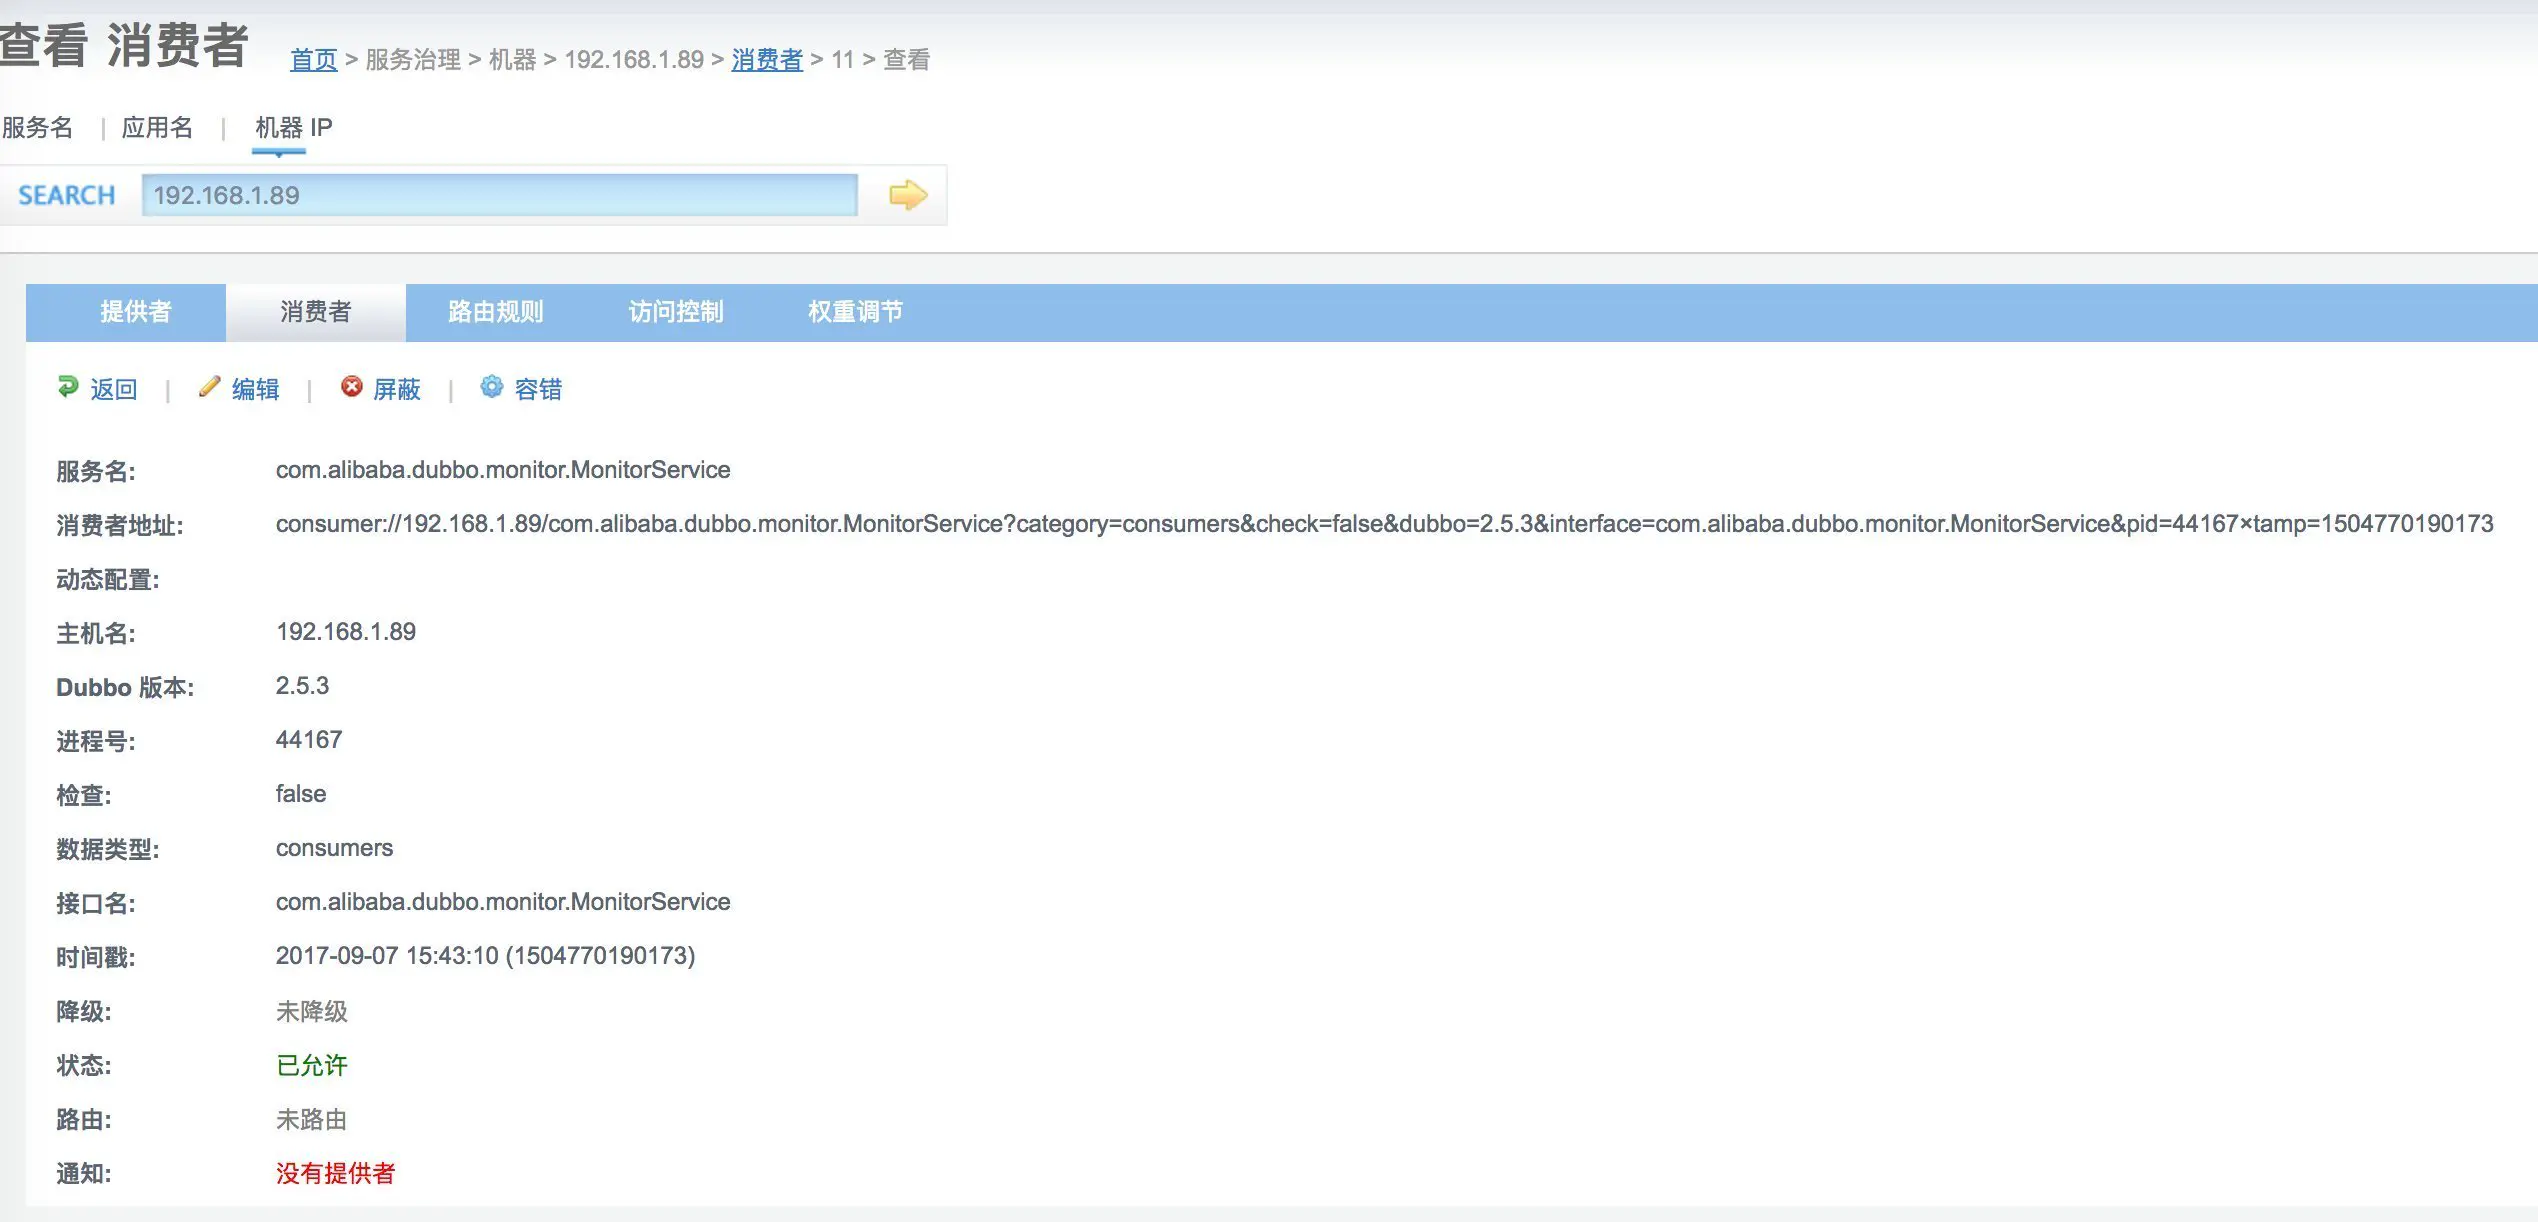 查看 消费者 首页 > 服务治理 > 机器 > 192.168.1.89 > 消费者 > 11 > 查看
服务名 | 应用名 | 机器 IP
SEARCH 192.168.1.89
提供者 消费者 路由规则 访问控制 权重调节
返回 | 编辑 | 屏蔽 | 容错
服务名: com.alibaba.dubbo.monitor.MonitorService
消费者地址: consumer://192.168.1.89/com.alibaba.dubbo.monitor.MonitorService?category=consumers&check=false&dubbo=2.5.3&interface=com.alibaba.dubbo.monitor.MonitorService&pid=44167×tamp=1504770190173
动态配置:
主机名: 192.168.1.89
Dubbo 版本: 2.5.3
进程号: 44167
检查: false
数据类型: consumers
接口名: com.alibaba.dubbo.monitor.MonitorService
时间戳: 2017-09-07 15:43:10 (1504770190173)
降级: 未降级
状态: 已允许
路由: 未路由
通知: 没有提供者